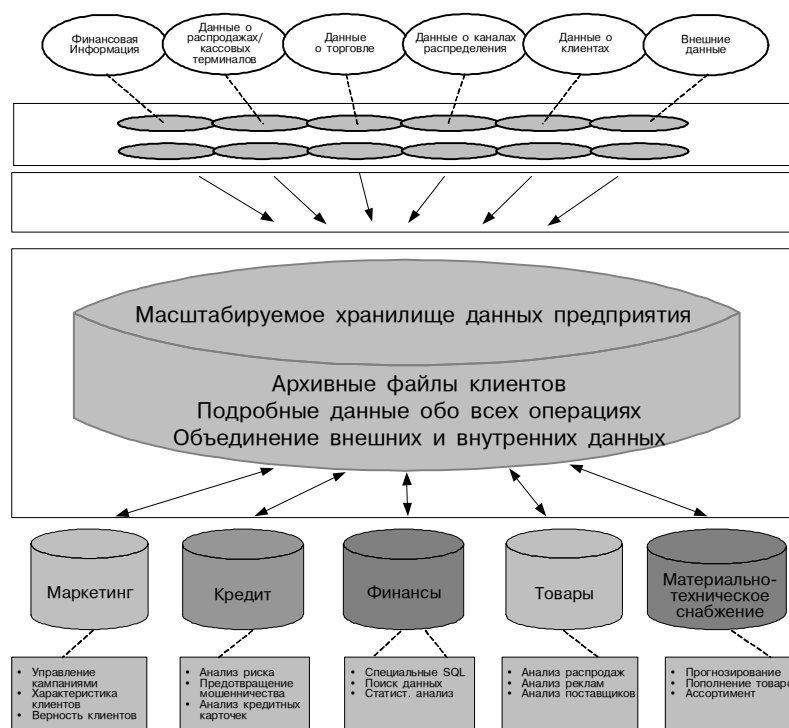 Финансовая
Информация
Данные о
распродажах/
кассовых
терминалов
Данные
о торговле
Данные о каналах
распределения
Данные о
клиентах
Внешние
данные
Масштабируемое хранилище данных предприятия
Архивные файлы клиентов
Подробные данные обо всех операциях
Объединение внешних и внутренних данных
Маркетинг
Кредит
Финансы
Товары
Материально-
техническое
снабжение
• Управление
кампаниями
• Характеристика
клиентов
• Верность клиентов
• Анализ риска
• Предотвращение
мошенничества
• Анализ кредитных
карточек
• Специальные SQL
• Поиск данных
• Статист. анализ
• Анализ распродаж
• Анализ реклам
• Анализ поставщиков
• Прогнозирование
• Пополнение товаро
• Ассортимент